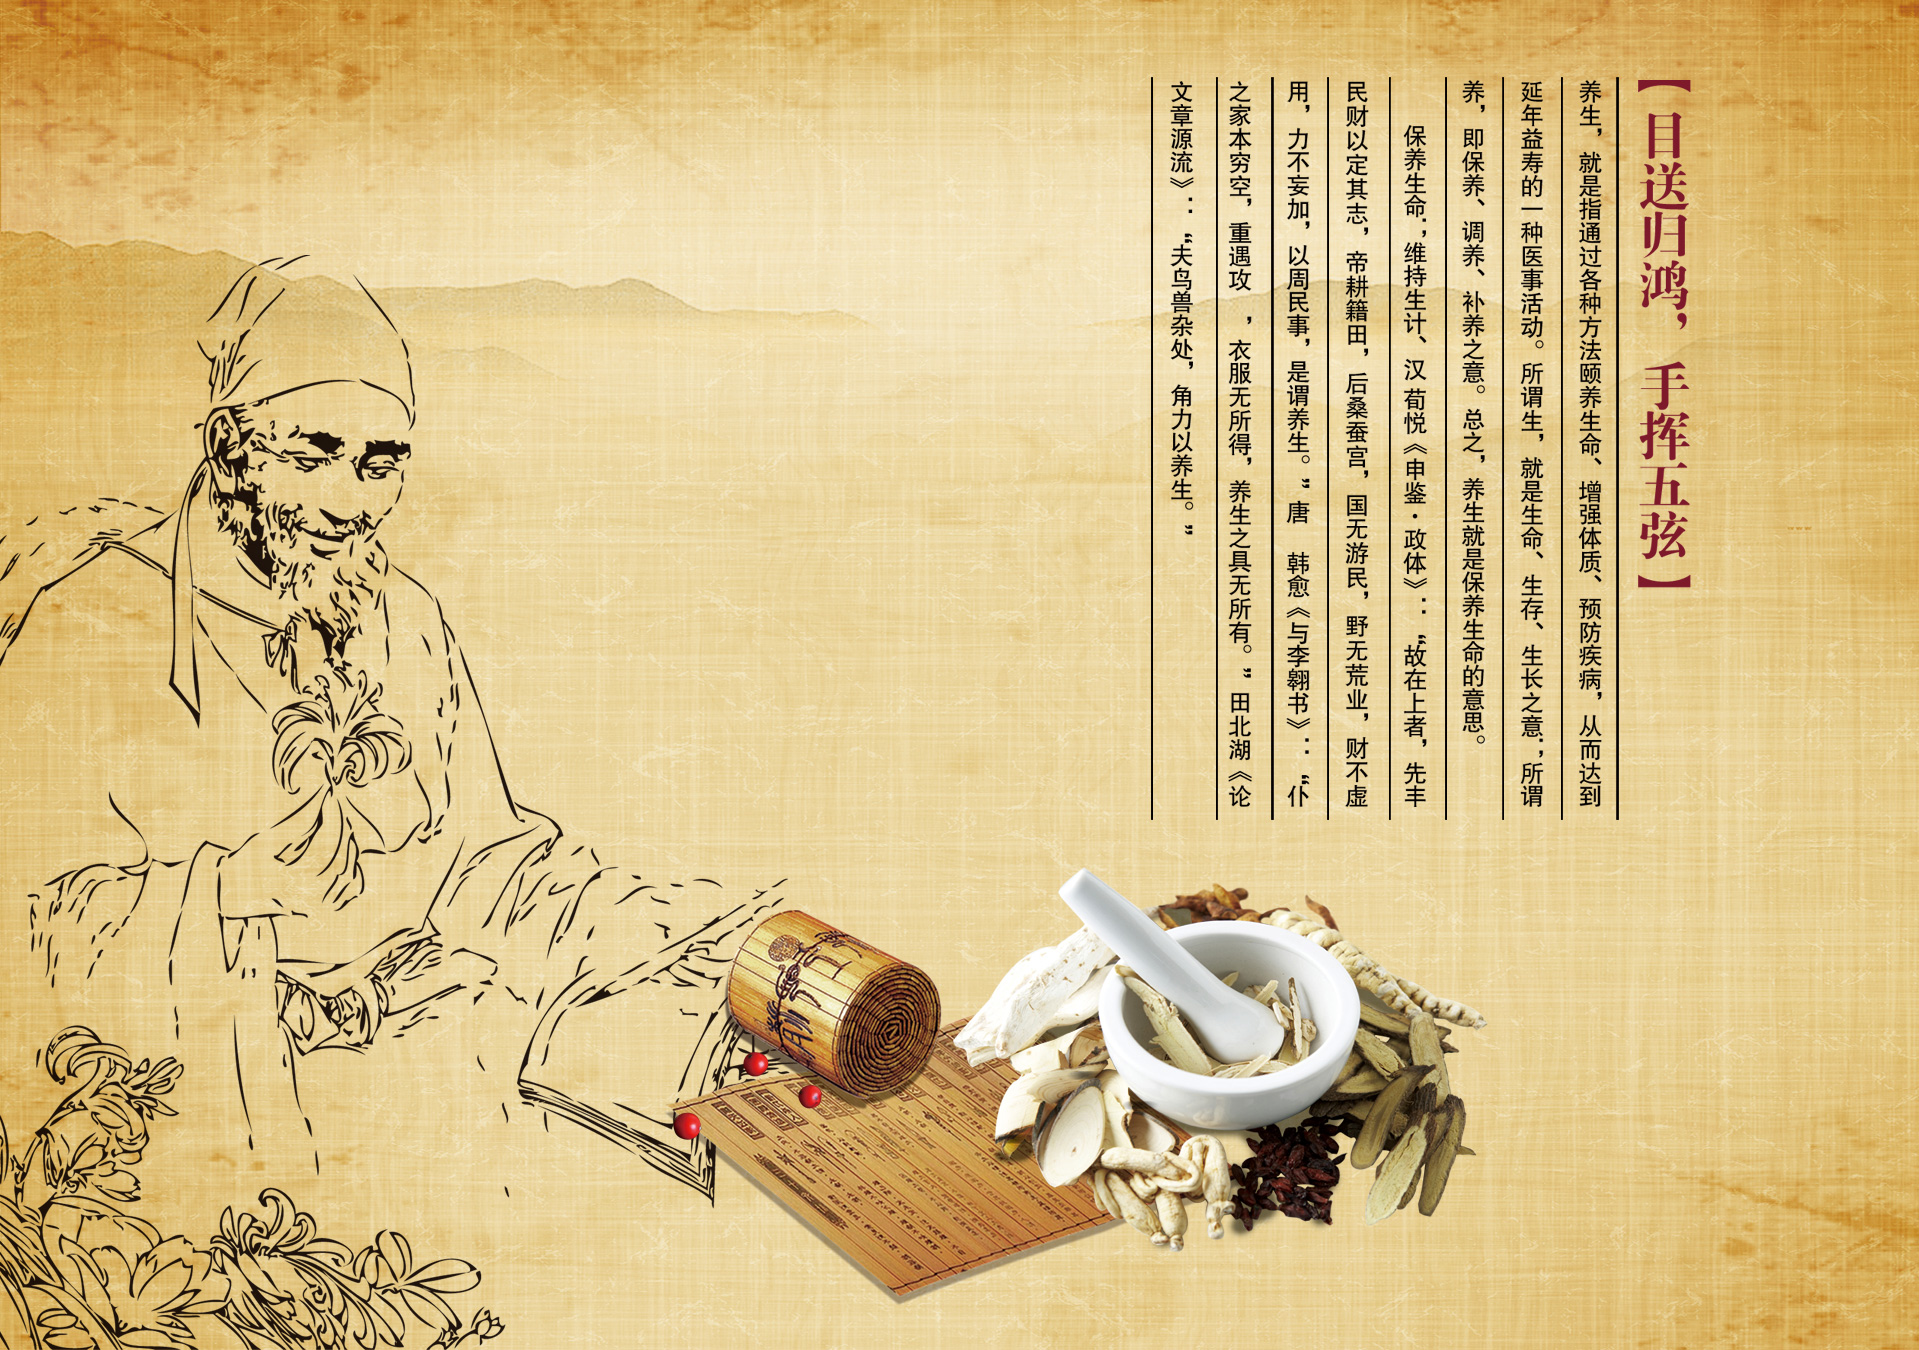 【目送归鸿，手挥五弦】
养生，就是指通过各种方法颐养生命、增强体质、预防疾病，从而达到
延年益寿的一种医事活动。所谓生，就是生命、生存、生长之意；所谓
养，即保养、调养、补养之意。总之，养生就是保养生命的意思。
保养生命；维持生计、汉 荀悦《申鉴·政体》：“故在上者，先丰
民财以定其志，帝耕籍田，后桑蚕宫，国无游民，野无荒业，财不虚
用，力不妄加，以周民事，是谓养生。”唐 韩愈《与李翱书》：“仆
之家本穷空，重遇攻 ，衣服无所得，养生之具无所有。”田北湖《论
文章源流》：“夫鸟兽杂处，角力以养生。”